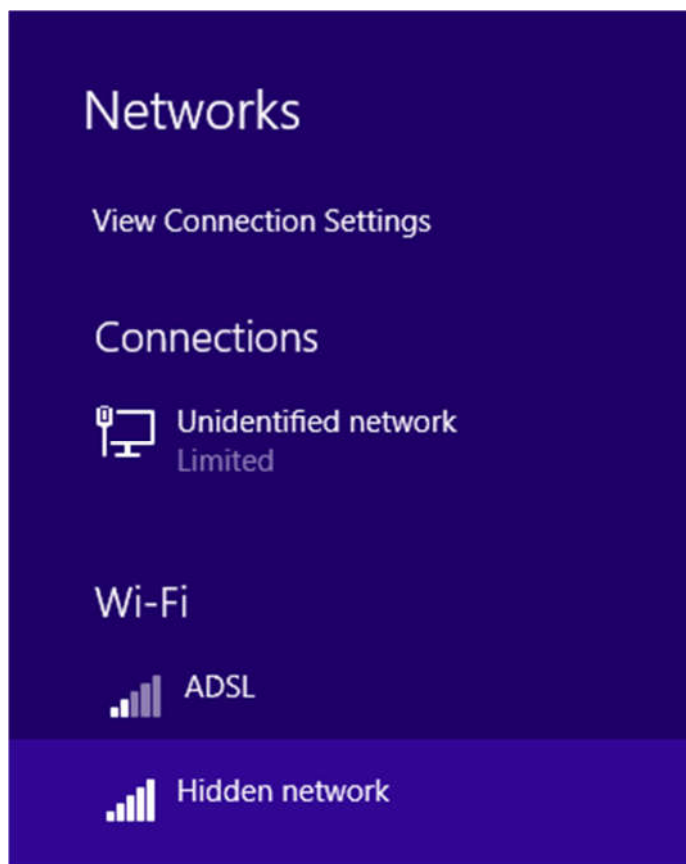 Networks
View Connection Settings
Connections
Unidentified network
Limited
Wi-Fi
ADSL
Hidden network